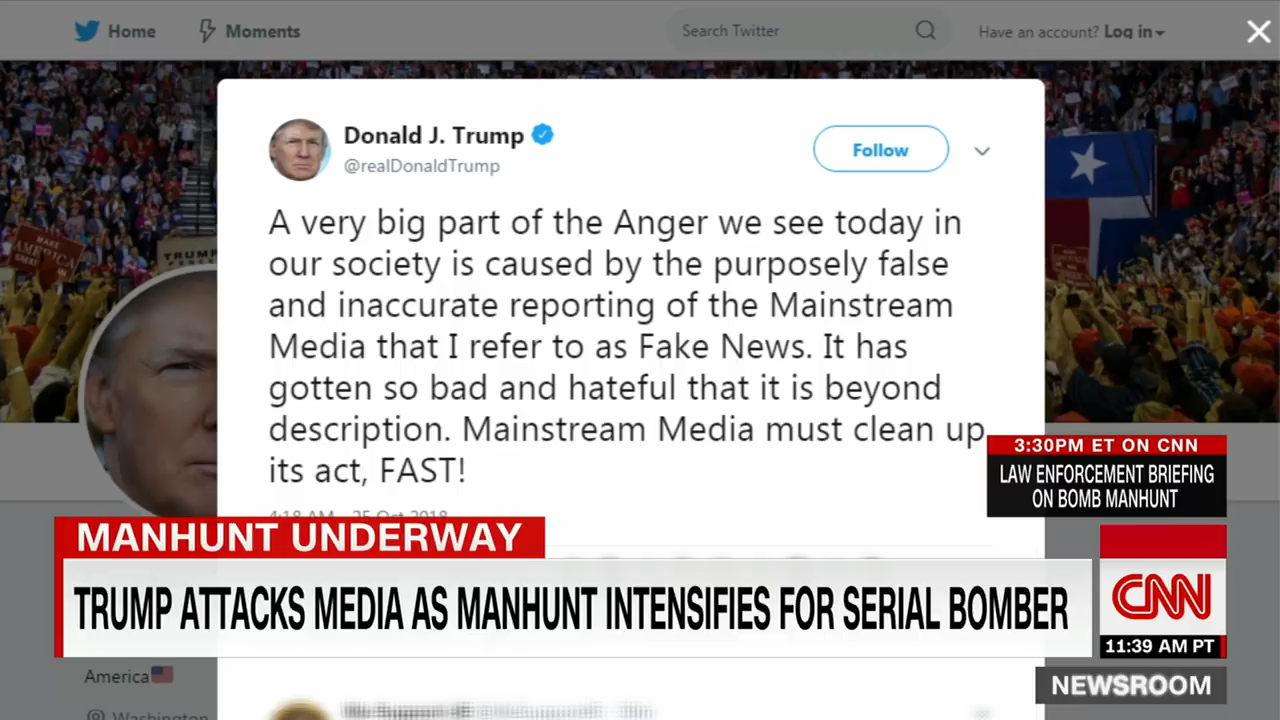 Home
Moments
Search Twitter
Have an account? Log in
Donald J. Trump
@realDonaldTrump
Follow
A very big part of the Anger we see today in
our society is caused by the purposely false
and inaccurate reporting of the Mainstream
Media that I refer to as Fake News. It has
gotten so bad and hateful that it is beyond
description. Mainstream Media must clean up
its act, FAST!
4:18 AM - 25 Oct 2018
MAKE
AMERICA
GREAT
TRUMP
PENCE
3:30PM ET ON CNN
LAW ENFORCEMENT BRIEFING
ON BOMB MANHUNT
MANHUNT UNDERWAY
TRUMP ATTACKS MEDIA AS MANHUNT INTENSIFIES FOR SERIAL BOMBER
CNN
11:39 AM PT
NEWSROOM
America
Washington